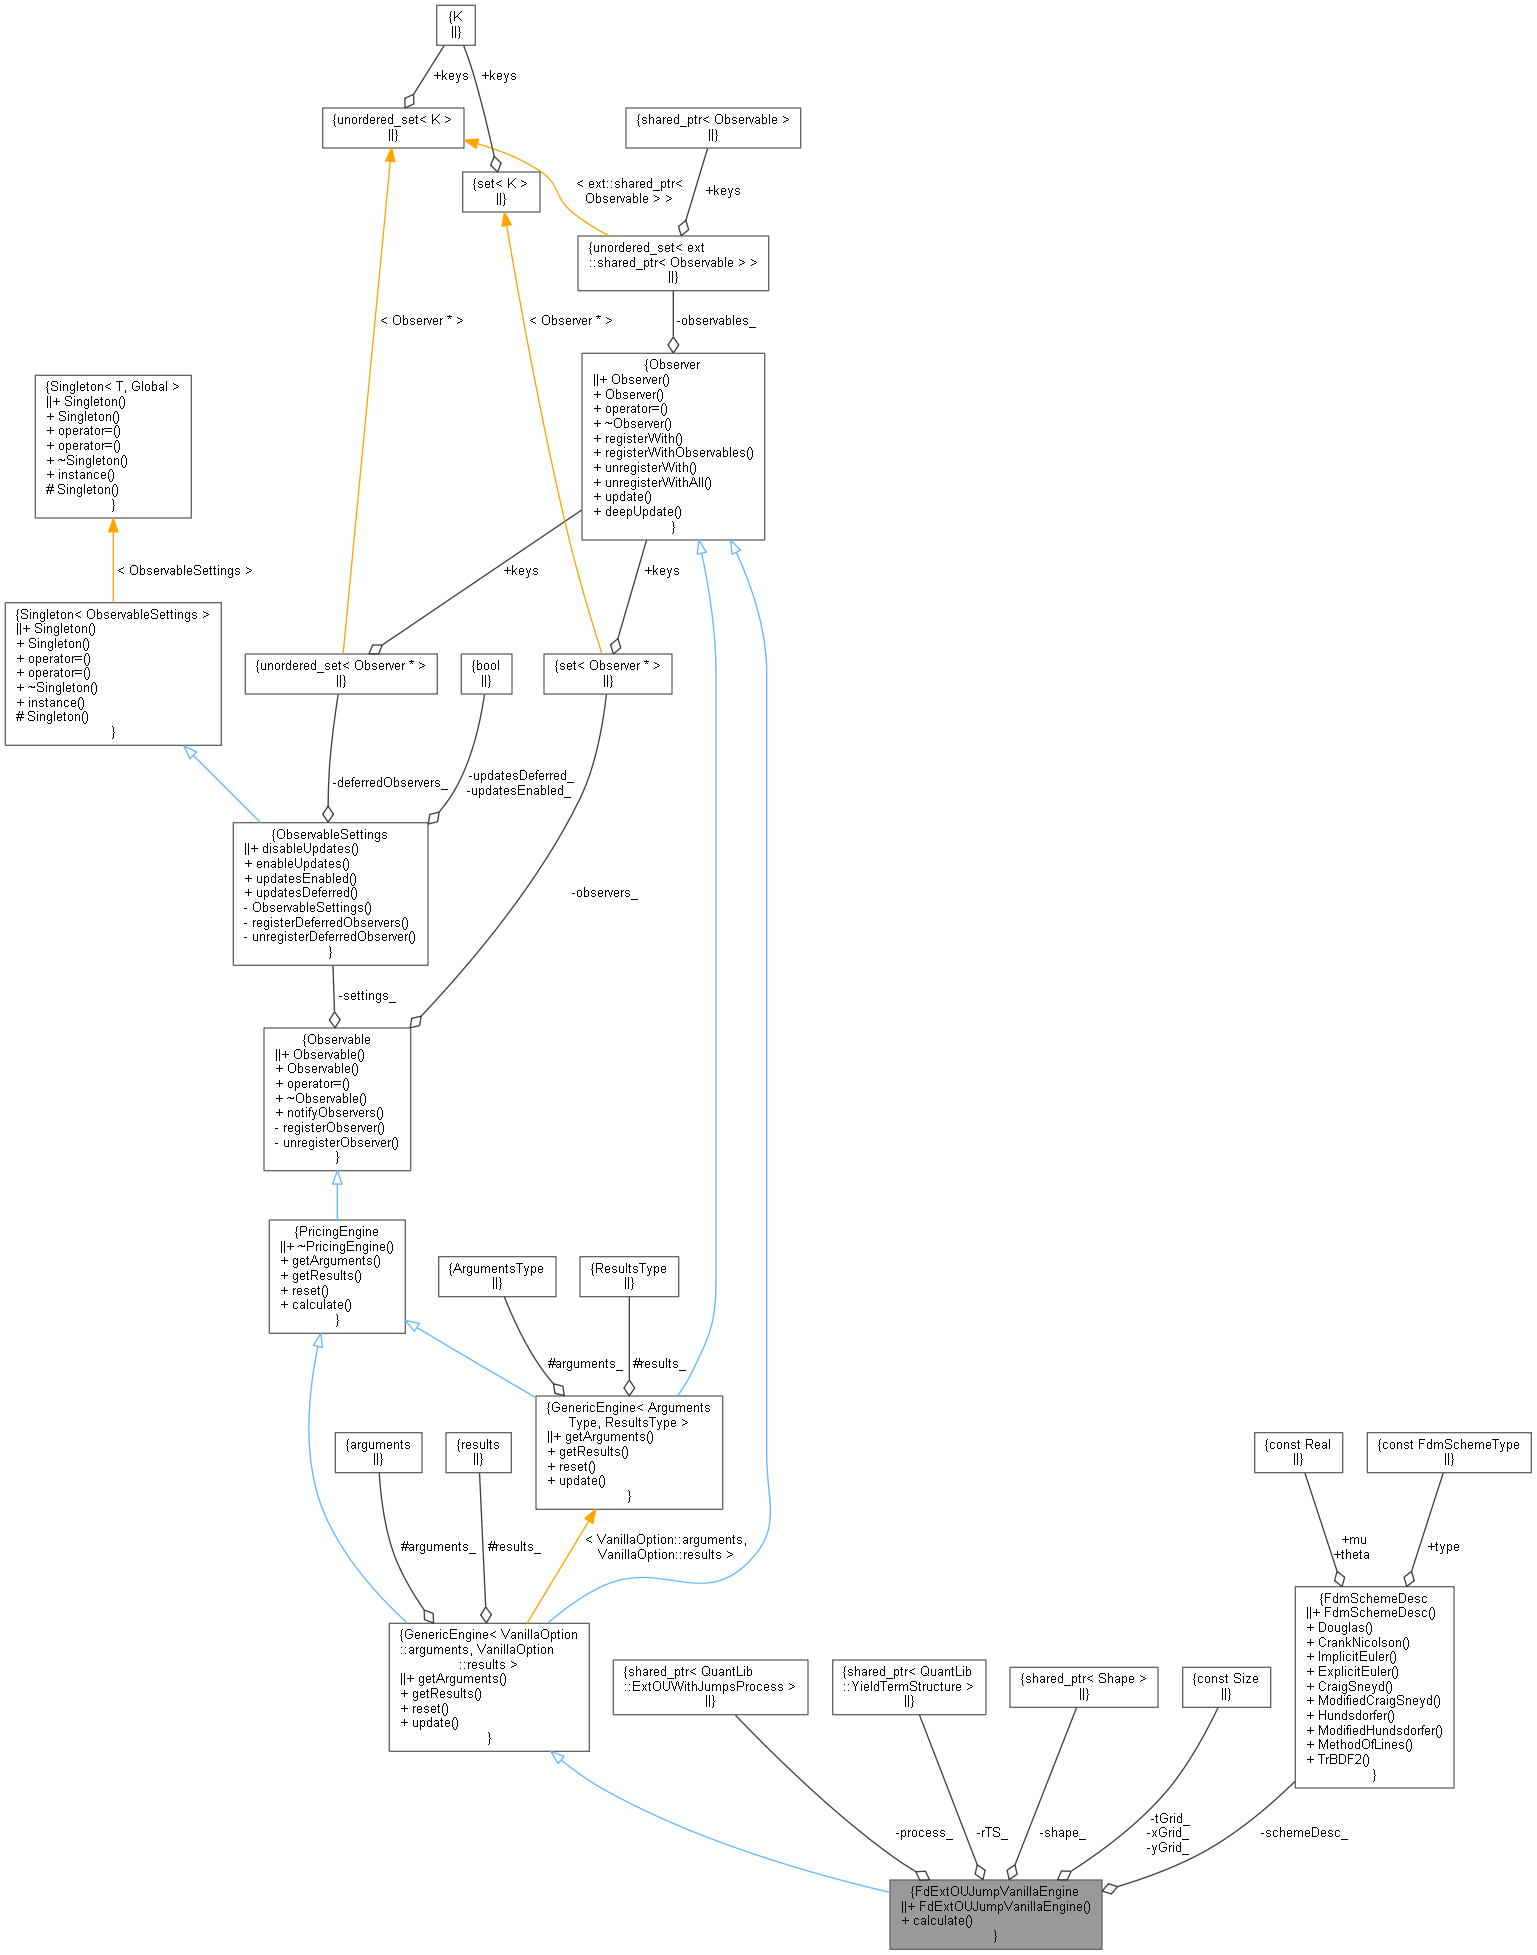 {K
||}
+keys
+keys
{unordered_set< K >
||}
{shared_ptr< Observable >
||}
{set< K >
||}
< ext::shared_ptr<
Observable > >
+keys
{unordered_set< ext
::shared_ptr< Observable > >
||}
< Observer * >
< Observer * >
-observables_
{Observer
||+ Observer()
+ Observer()
+ operator=()
+ ~Observer()
+ registerWith()
+ registerWithObservables()
+ unregisterWith()
+ unregisterWithAll()
+ update()
+ deepUpdate()
}
{Singleton< T, Global >
||+ Singleton()
+ Singleton()
+ operator=()
+ operator=()
+ ~Singleton()
+ instance()
# Singleton()
}
< ObservableSettings >
+keys
+keys
{Singleton< ObservableSettings >
||+ Singleton()
+ Singleton()
+ operator=()
+ operator=()
+ ~Singleton()
+ instance()
# Singleton()
}
{unordered_set< Observer * >
||}
{bool
||}
{set< Observer * >
||}
-deferredObservers_
-updatesDeferred_
-updatesEnabled_
{ObservableSettings
||+ disableUpdates()
+ enableUpdates()
+ updatesEnabled()
+ updatesDeferred()
- ObservableSettings()
- registerDeferredObservers()
- unregisterDeferredObserver()
}
-observers_
-settings_
{Observable
||+ Observable()
+ Observable()
+ operator=()
+ ~Observable()
+ notifyObservers()
- registerObserver()
- unregisterObserver()
}
{PricingEngine
||+ ~PricingEngine()
+ getArguments()
+ getResults()
+ reset()
+ calculate()
}
{ArgumentsType
||}
{ResultsType
||}
#arguments_
#results_
{GenericEngine< Arguments
Type, ResultsType >
||+ getArguments()
+ getResults()
+ reset()
+ update()
}
{arguments
||}
{results
||}
{const Real
||}
{const FdmSchemeType
||}
#arguments_
#results_
< VanillaOption::arguments,
VanillaOption::results >
+mu
+theta
+type
{GenericEngine< VanillaOption
::arguments, VanillaOption
::results >
||+ getArguments()
+ getResults()
+ reset()
+ update()
}
{shared_ptr< QuantLib
::ExtOUWithJumpsProcess >
||}
{shared_ptr< QuantLib
::YieldTermStructure >
||}
{shared_ptr< Shape >
||}
{const Size
||}
{FdmSchemeDesc
||+ FdmSchemeDesc()
+ Douglas()
+ CrankNicolson()
+ ImplicitEuler()
+ ExplicitEuler()
+ CraigSneyd()
+ ModifiedCraigSneyd()
+ Hundsdorfer()
+ ModifiedHundsdorfer()
+ MethodOfLines()
+ TrBDF2()
}
-process_
-rTS_
-shape_
-tGrid_
-xGrid_
-yGrid_
-schemeDesc_
{FdExtOUJumpVanillaEngine
||+ FdExtOUJumpVanillaEngine()
+ calculate()
}